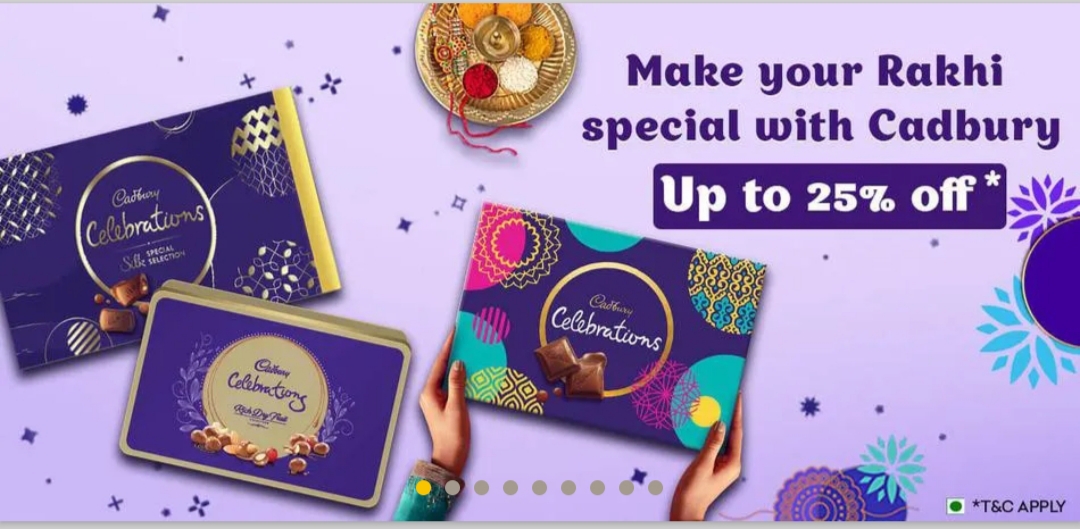 Make your Rakhi
special with Cadbury
Up to 25% off*
Cadbury
Celebrations
Silk SPECIAL
SELECTION
Cadbury
Celebrations
Rich Dry Fruit
Cadbury
Celebrations
*T&C APPLY